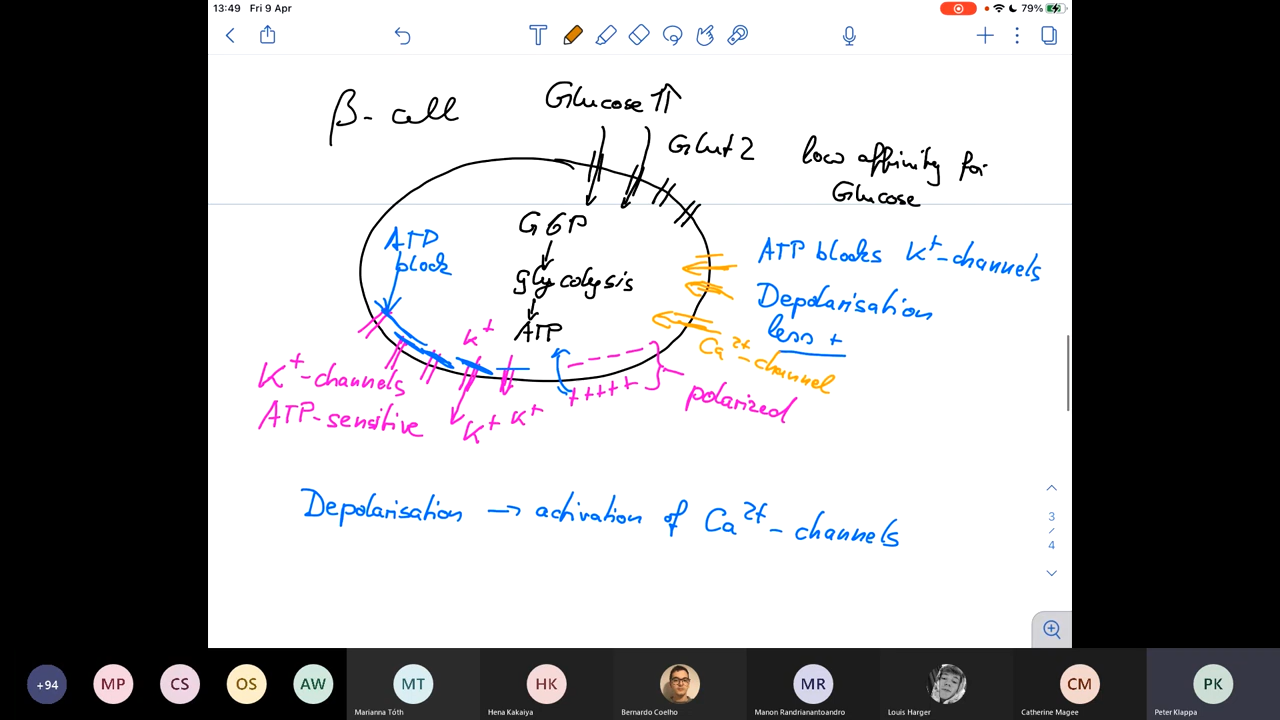 13:49 Fri 9 Apr
79%
β-cell
Glucose ⇑
Glut 2
low affinity for
Glucose
G6P
ATP
block
glycolysis
ATP
ATP blocks K⁺-channels
Depolarisation
less +
Ca²⁺-channel
K⁺
K⁺-channels
ATP-sensitive
K⁺ K⁺
- - - - -
+ + + + +
polarized
Depolarisation → activation of Ca²⁺-channels
3
/
4
+94
MP
CS
OS
AW
MT
HK
MR
CM
PK
Marianna Tóth
Hena Kakaiya
Bernardo Coelho
Manon Randrianantoandro
Louis Harger
Catherine Magee
Peter Klappa